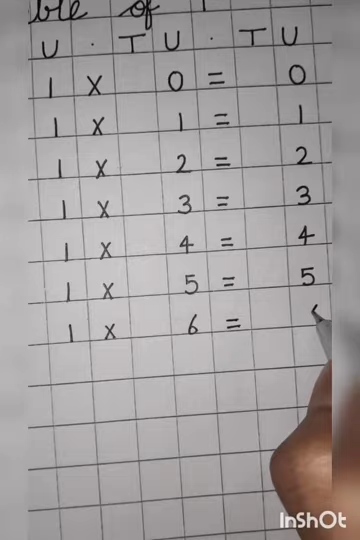 ble of
U . T U . T U
1 x 0 = 0
1 x 1 = 1
1 x 2 = 2
1 x 3 = 3
1 x 4 = 4
1 x 5 = 5
1 x 6 =
InShOt